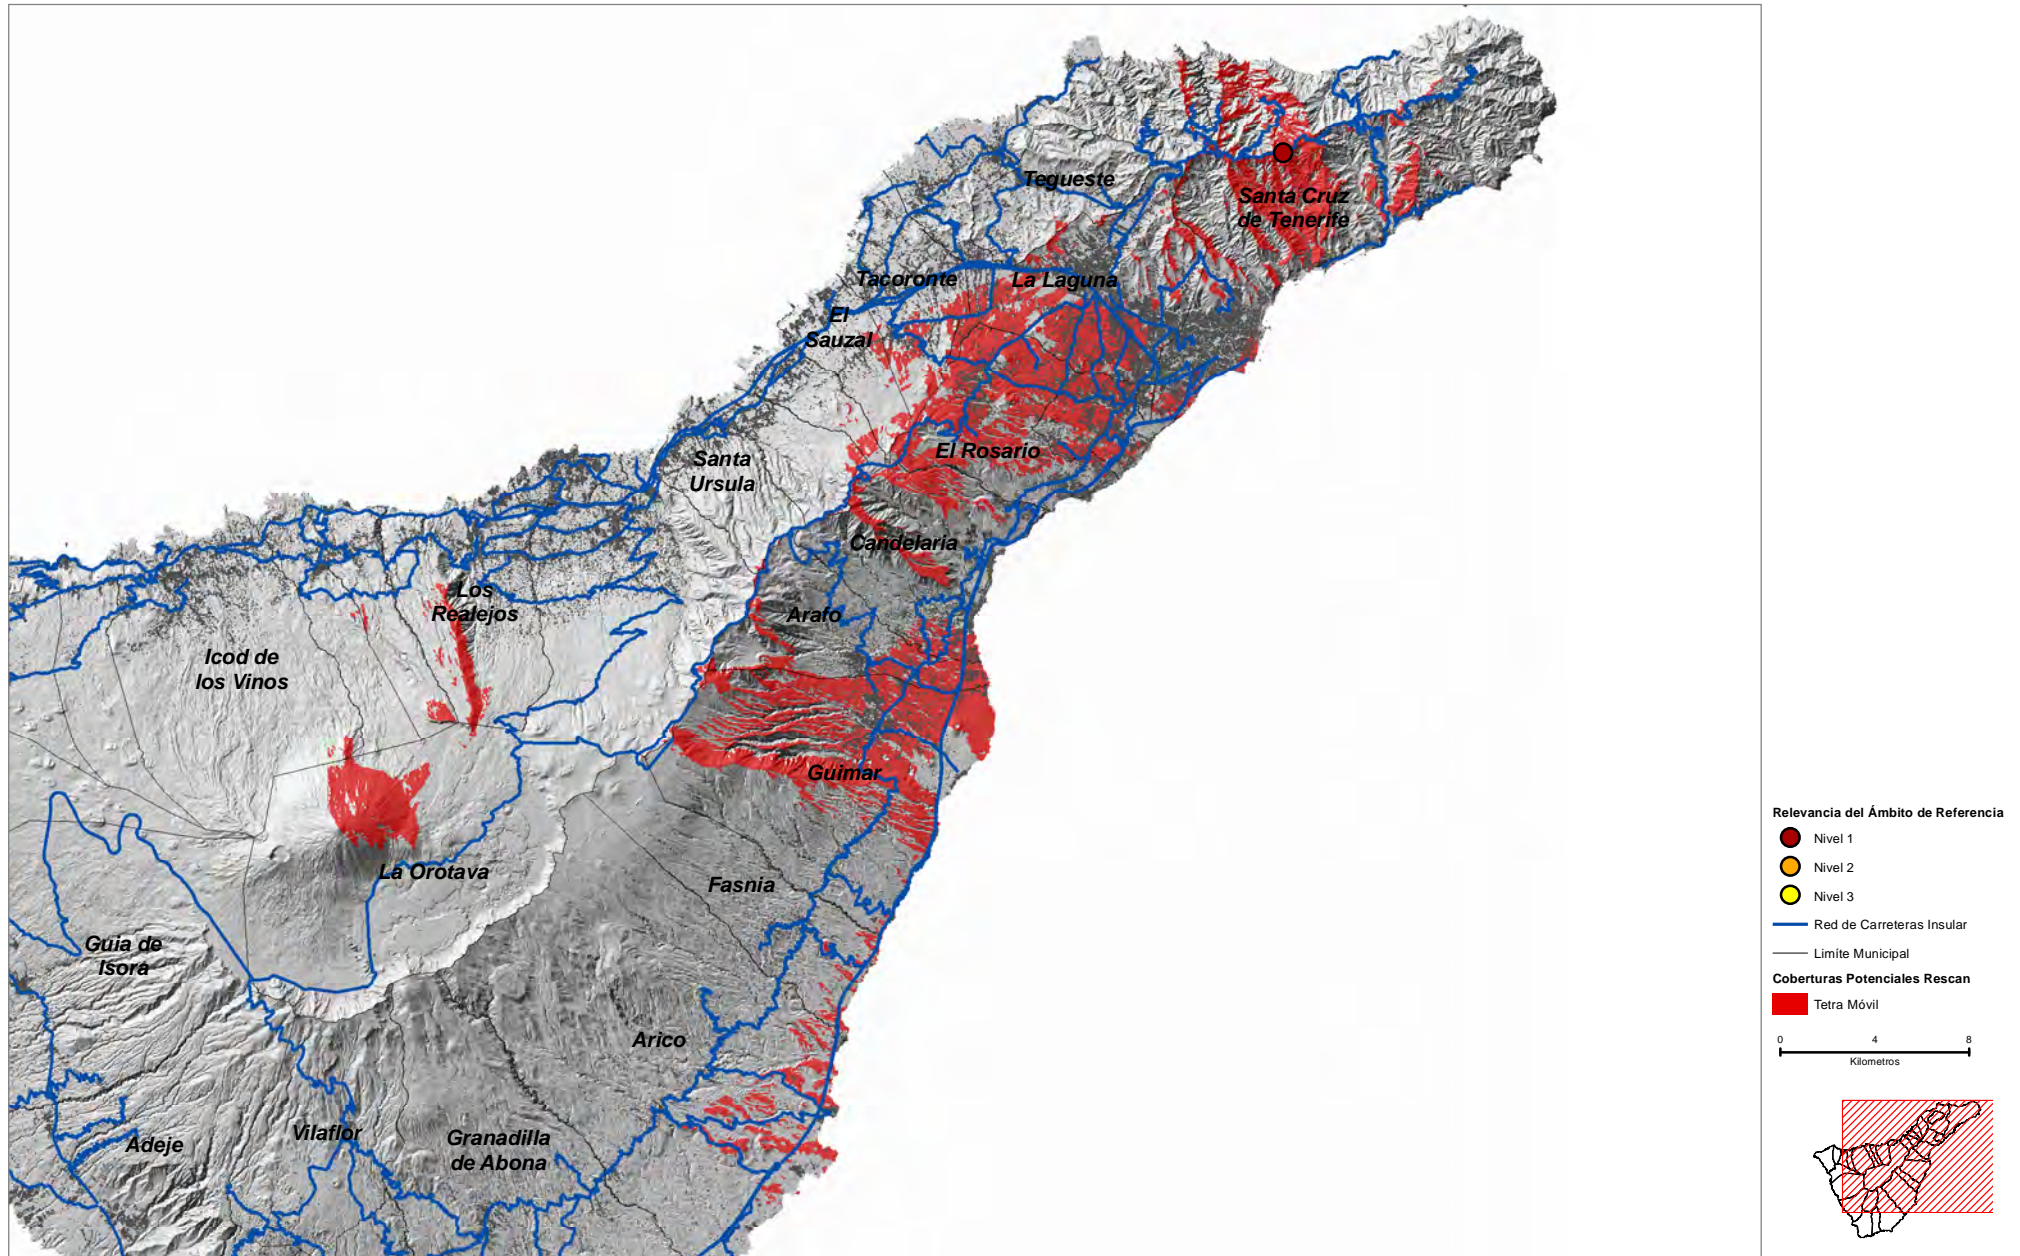 Tegueste
Santa Cruz
de Tenerife
Tacoronte
La Laguna
El
Sauzal
El Rosario
Santa
Ursula
Candelaria
Los
Realejos
Arafo
Icod de
los Vinos
Guimar
La Orotava
Fasnia
Guia de
Isora
Arico
Vilaflor
Granadilla
de Abona
Adeje
Relevancia del Ámbito de Referencia
Nivel 1
Nivel 2
Nivel 3
Red de Carreteras Insular
Limíte Municipal
Coberturas Potenciales Rescan
Tetra Móvil
0 4 8
Kilometros